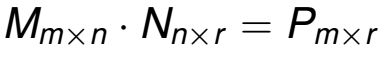 M_{m×n} · N_{n×r} = P_{m×r}